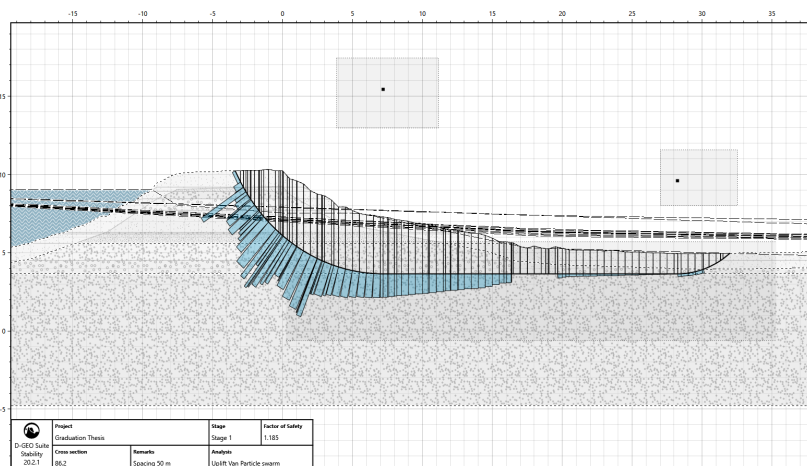 -15 -10 -5 0 5 10 15 20 25 30 35
15
10
5
0
-5
D-GEO Suite
Stability
20.2.1
Project
Graduation Thesis
Stage
Stage 1
Factor of Safety
1.185
Cross section
86.2
Remarks
Spacing 50 m
Analysis
Uplift Van Particle swarm